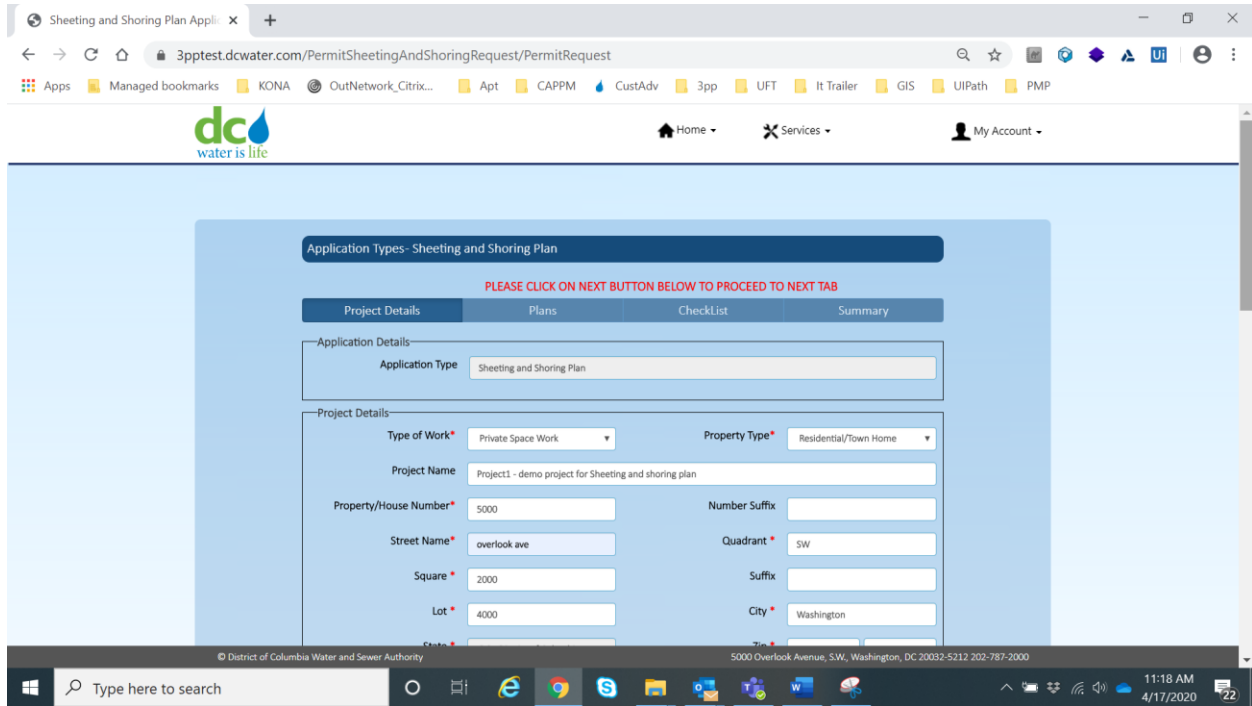 Sheeting and Shoring Plan Applic
3pptest.dcwater.com/PermitSheetingAndShoringRequest/PermitRequest
Apps Managed bookmarks KONA OutNetwork_Citrix... Apt CAPPM CustAdv 3pp UFT It Trailer GIS UIPath PMP
dc
water is life
Home Services My Account
Application Types- Sheeting and Shoring Plan
PLEASE CLICK ON NEXT BUTTON BELOW TO PROCEED TO NEXT TAB
Project Details Plans CheckList Summary
Application Details
Application Type Sheeting and Shoring Plan
Project Details
Type of Work* Private Space Work Property Type* Residential/Town Home
Project Name Project1 - demo project for Sheeting and shoring plan
Property/House Number* 5000 Number Suffix
Street Name* overlook ave Quadrant * SW
Square * 2000 Suffix
Lot * 4000 City * Washington
State * Zip *
© District of Columbia Water and Sewer Authority 5000 Overlook Avenue, S.W., Washington, DC 20032-5212 202-787-2000
Type here to search
11:18 AM
4/17/2020
22